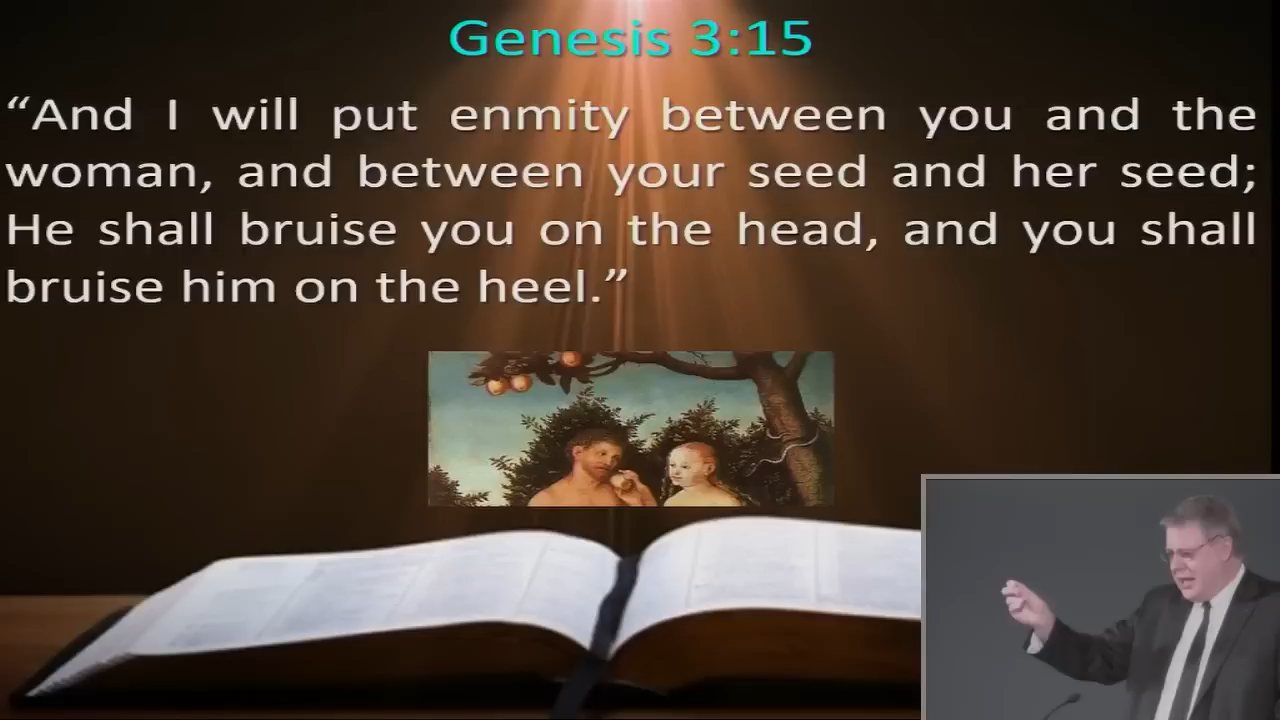 Genesis 3:15
“And I will put enmity between you and the
woman, and between your seed and her seed;
He shall bruise you on the head, and you shall
bruise him on the heel.”